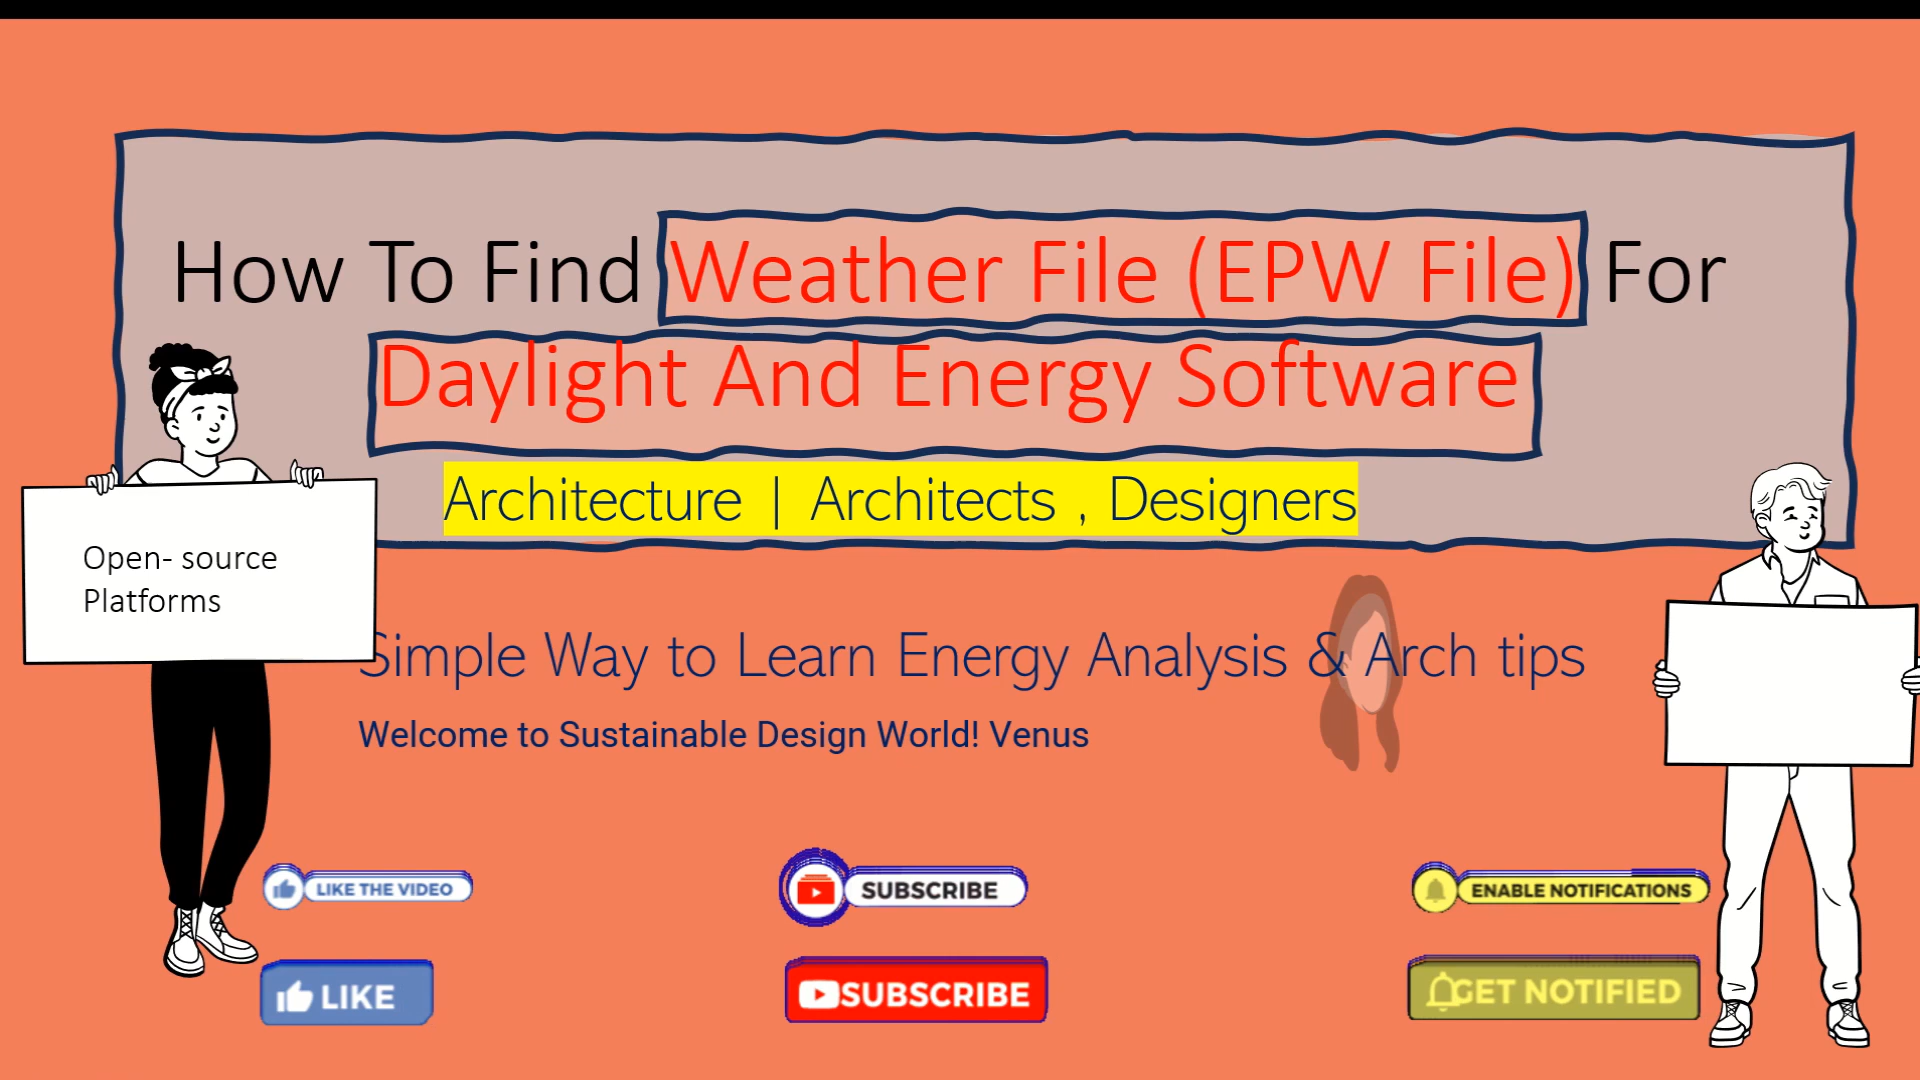 How To Find Weather File (EPW File) For
Daylight And Energy Software
Architecture | Architects , Designers
Open- source
Platforms
Simple Way to Learn Energy Analysis & Arch tips
Welcome to Sustainable Design World! Venus
LIKE THE VIDEO
SUBSCRIBE
ENABLE NOTIFICATIONS
LIKE
SUBSCRIBE
GET NOTIFIED